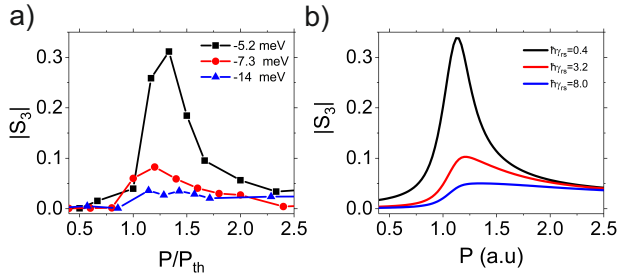 a)
b)
-5.2 meV
-7.3 meV
-14 meV
ħγrs=0.4
ħγrs=3.2
ħγrs=8.0
|S3|
0.3
0.2
0.1
0.0
0.5 1.0 1.5 2.0 2.5
P/Pth
|S3|
0.3
0.2
0.1
0.0
0.5 1.0 1.5 2.0 2.5
P (a.u)